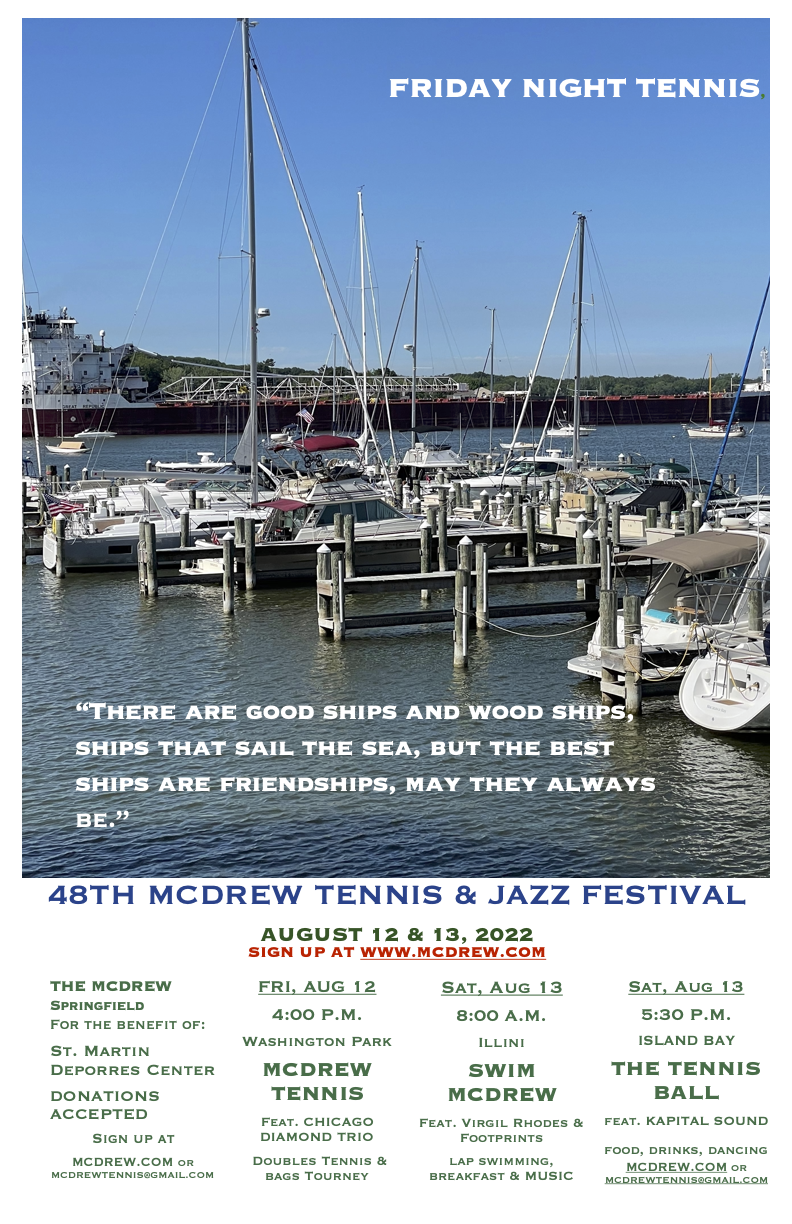 FRIDAY NIGHT TENNIS,
GREAT REPUBLIC
“There are good ships and wood ships,
ships that sail the sea, but the best
ships are friendships, may they always
be.”
48TH MCDREW TENNIS & JAZZ FESTIVAL
AUGUST 12 & 13, 2022
SIGN UP AT WWW.MCDREW.COM
THE MCDREW
Springfield
For the benefit of:
St. Martin
Deporres Center
DONATIONS
ACCEPTED
Sign up at
MCDREW.COM or
MCDREWTENNIS@GMAIL.COM
FRI, AUG 12
4:00 P.M.
Washington Park
MCDREW
TENNIS
Feat. CHICAGO
DIAMOND TRIO
Doubles Tennis &
bags Tourney
Sat, Aug 13
8:00 A.M.
Illini
SWIM
MCDREW
Feat. Virgil Rhodes &
Footprints
LAP SWIMMING,
BREAKFAST & MUSIC
Sat, Aug 13
5:30 P.M.
ISLAND BAY
THE TENNIS
BALL
FEAT. KAPITAL SOUND
FOOD, DRINKS, DANCING
MCDREW.COM or
MCDREWTENNIS@GMAIL.COM